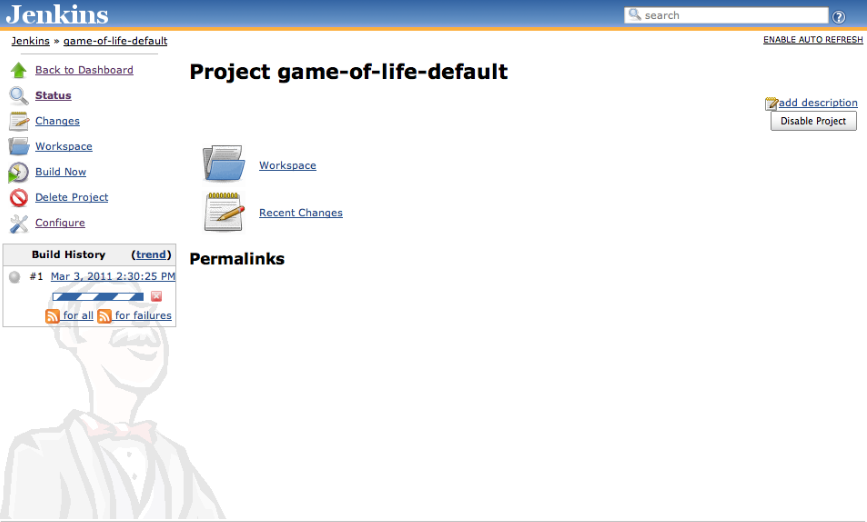 Jenkins
search
Jenkins » game-of-life-default
ENABLE AUTO REFRESH
Back to Dashboard
Status
Changes
Workspace
Build Now
Delete Project
Configure
Build History (trend)
#1 Mar 3, 2011 2:30:25 PM
for all for failures
Project game-of-life-default
add description
Disable Project
Workspace
Recent Changes
Permalinks